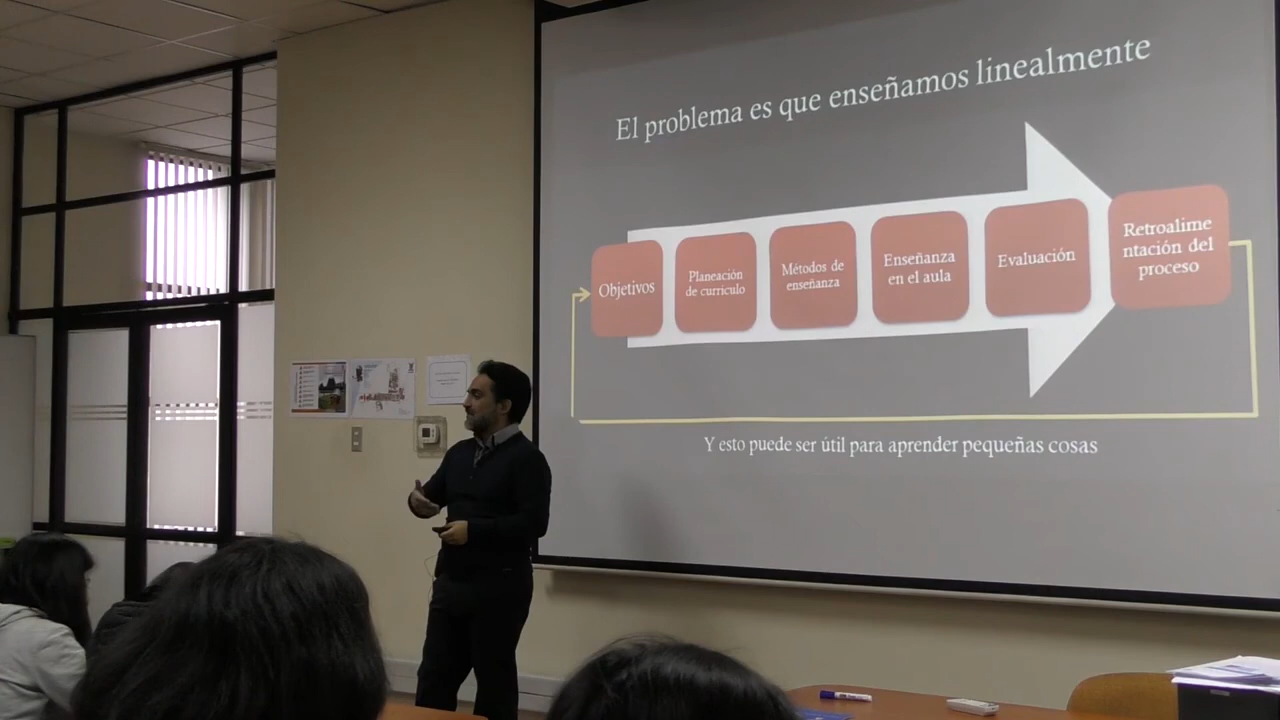 El problema es que enseñamos linealmente
Objetivos
Planeación
de curriculo
Métodos de
enseñanza
Enseñanza
en el aula
Evaluación
Retroalime
ntación del
proceso
Y esto puede ser útil para aprender pequeñas cosas